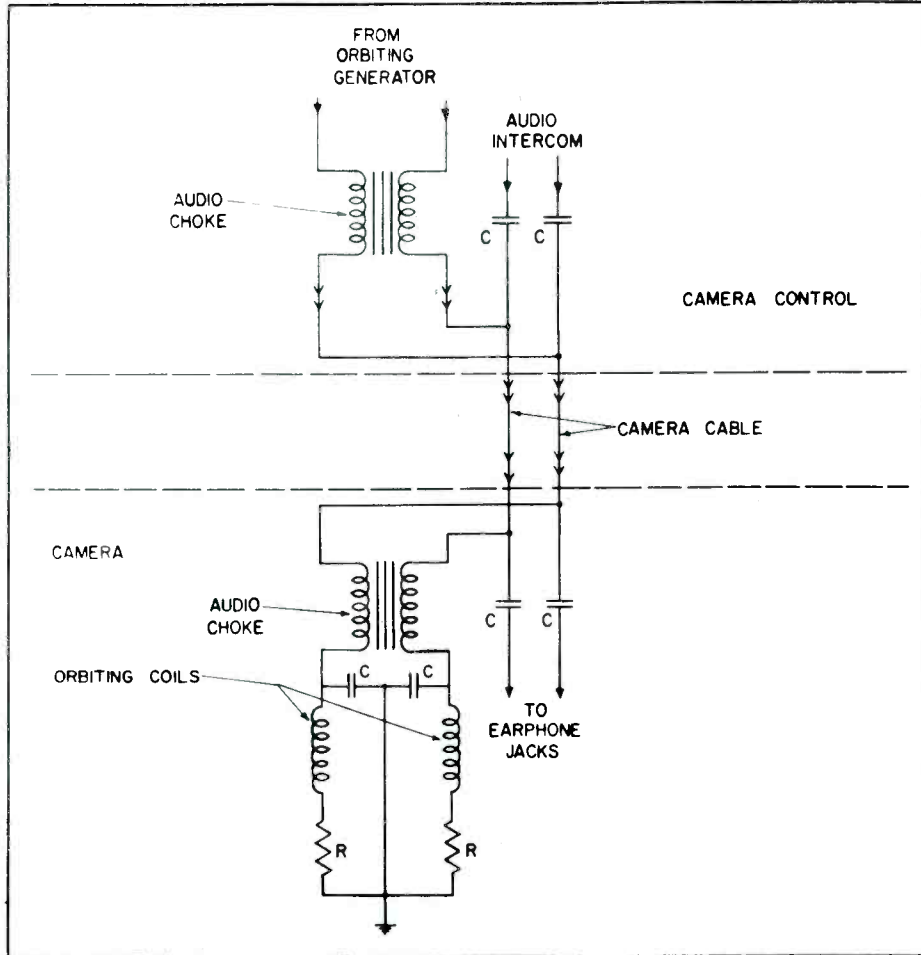 FROM
ORBITING
GENERATOR
AUDIO
INTERCOM
AUDIO
CHOKE
C
C
CAMERA CONTROL
CAMERA CABLE
CAMERA
AUDIO
CHOKE
C
C
ORBITING COILS
C
C
TO
EARPHONE
JACKS
R
R